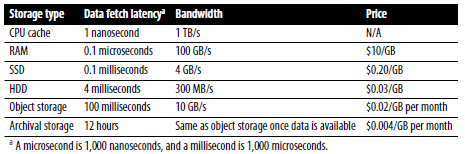 Storage type Data fetch latencyª Bandwidth Price
CPU cache 1 nanosecond 1 TB/s N/A
RAM 0.1 microseconds 100 GB/s $10/GB
SSD 0.1 milliseconds 4 GB/s $0.20/GB
HDD 4 milliseconds 300 MB/s $0.03/GB
Object storage 100 milliseconds 10 GB/s $0.02/GB per month
Archival storage 12 hours Same as object storage once data is available $0.004/GB per month
ª A microsecond is 1,000 nanoseconds, and a millisecond is 1,000 microseconds.